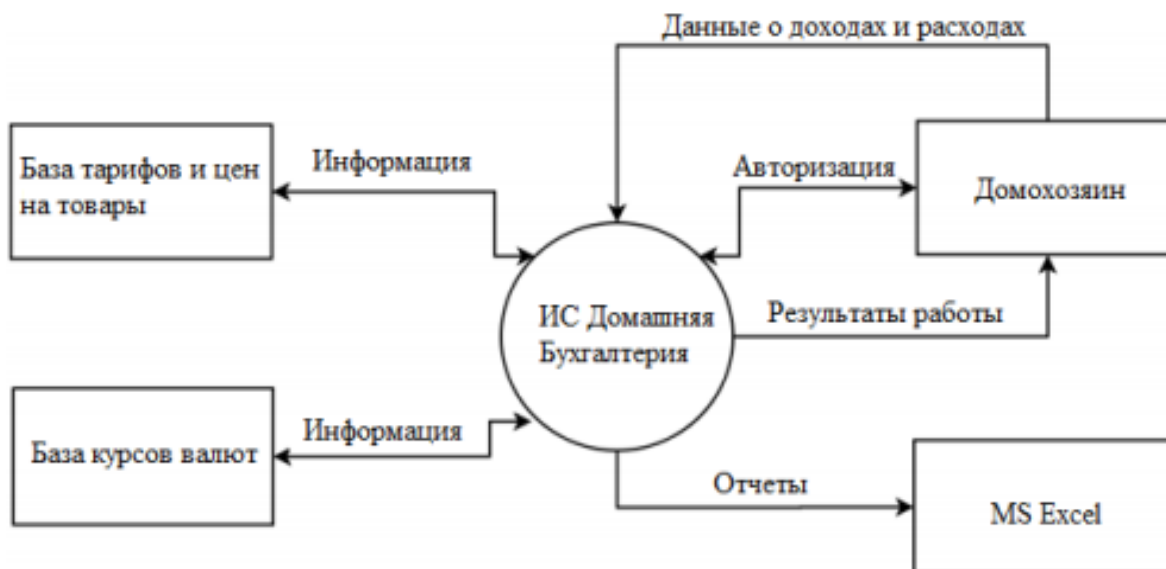 Данные о доходах и расходах
База тарифов и цен
на товары
Информация
Авторизация
Домохозяин
ИС Домашняя
Бухгалтерия
Результаты работы
База курсов валют
Информация
Отчеты
MS Excel